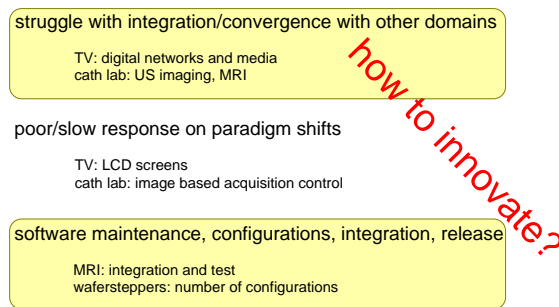 struggle with integration/convergence with other domains
TV: digital networks and media
cath lab: US imaging, MRI
how to innovate?
poor/slow response on paradigm shifts
TV: LCD screens
cath lab: image based acquisition control
software maintenance, configurations, integration, release
MRI: integration and test
wafersteppers: number of configurations